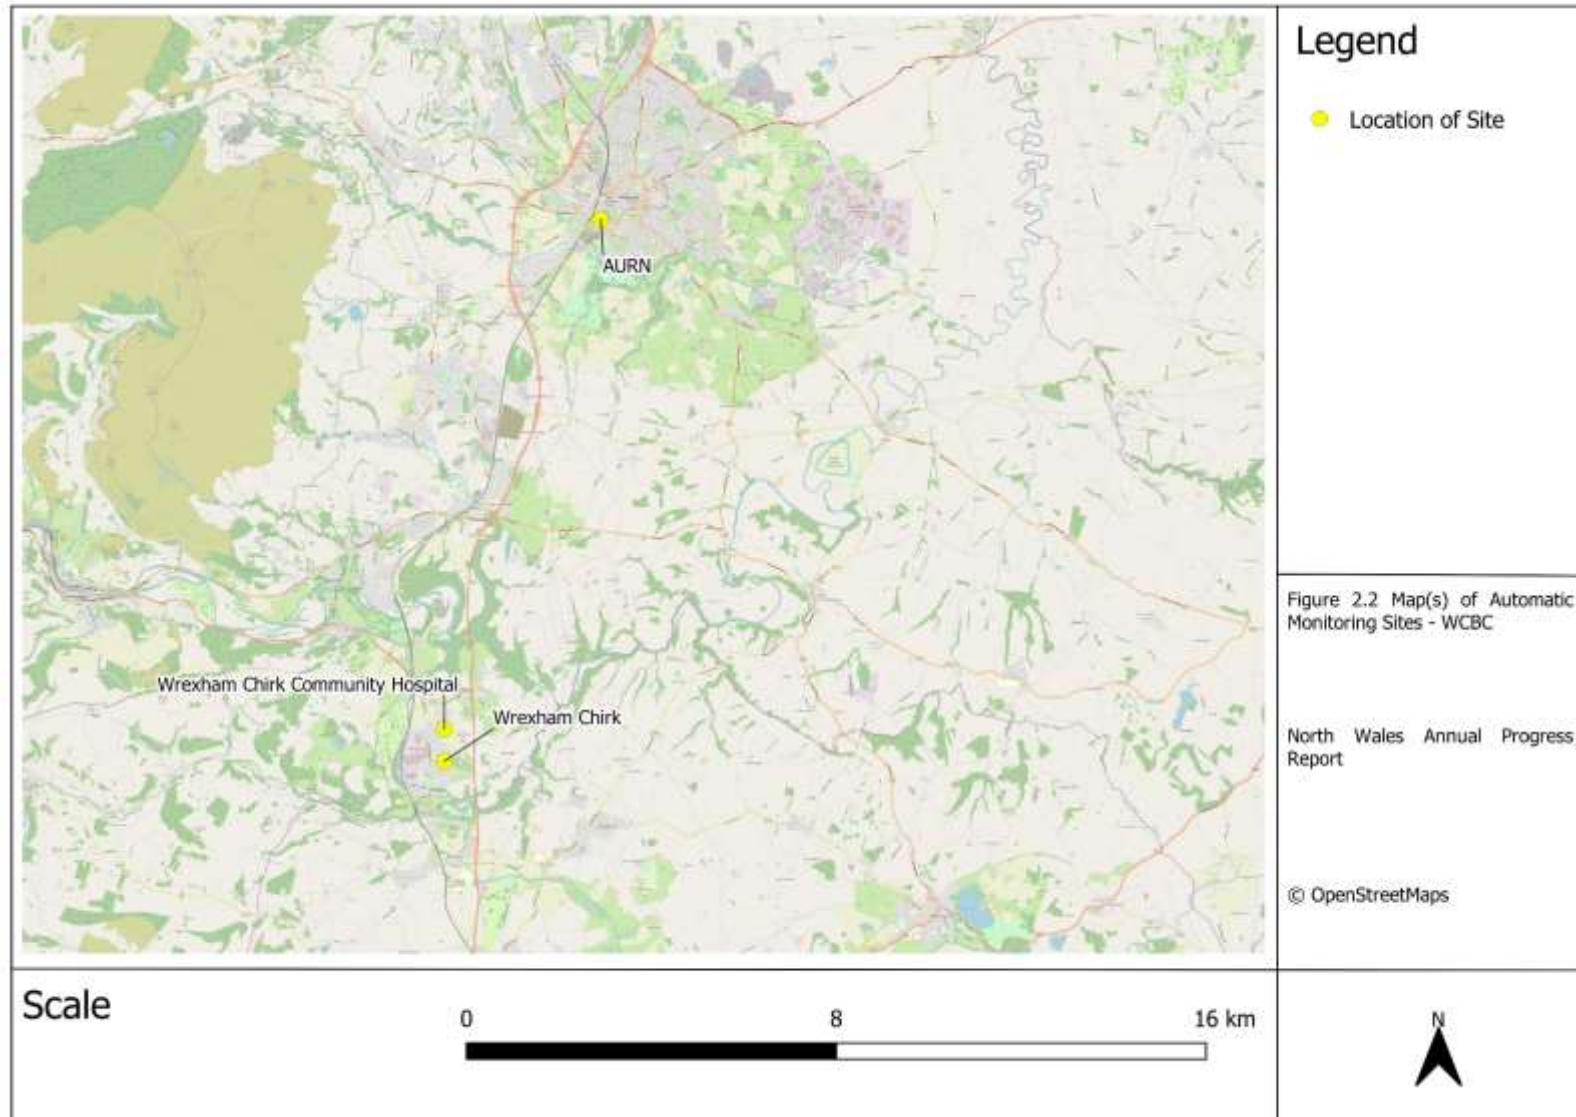 Legend
Location of Site
AURN
Wrexham Chirk Community Hospital
Wrexham Chirk
Figure 2.2 Map(s) of Automatic
Monitoring Sites - WCBC
North Wales Annual Progress
Report
© OpenStreetMaps
Scale
0 8 16 km
N